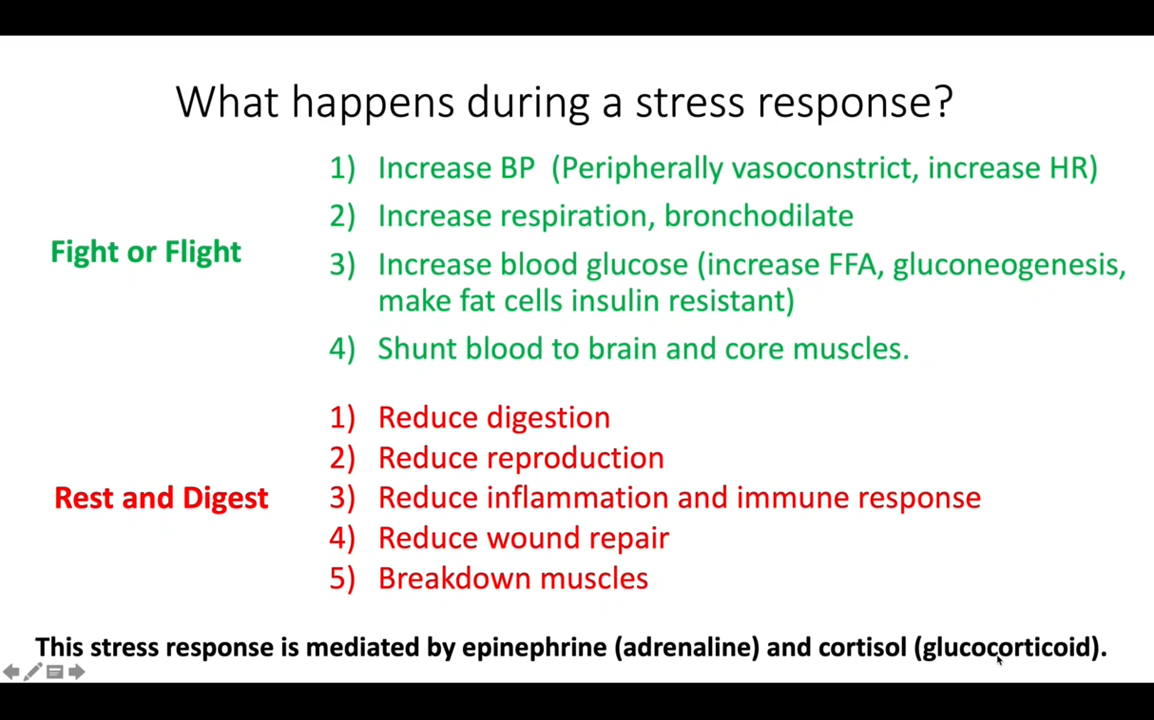 What happens during a stress response?
Fight or Flight
1) Increase BP (Peripherally vasoconstrict, increase HR)
2) Increase respiration, bronchodilate
3) Increase blood glucose (increase FFA, gluconeogenesis,
make fat cells insulin resistant)
4) Shunt blood to brain and core muscles.
Rest and Digest
1) Reduce digestion
2) Reduce reproduction
3) Reduce inflammation and immune response
4) Reduce wound repair
5) Breakdown muscles
This stress response is mediated by epinephrine (adrenaline) and cortisol (glucocorticoid).